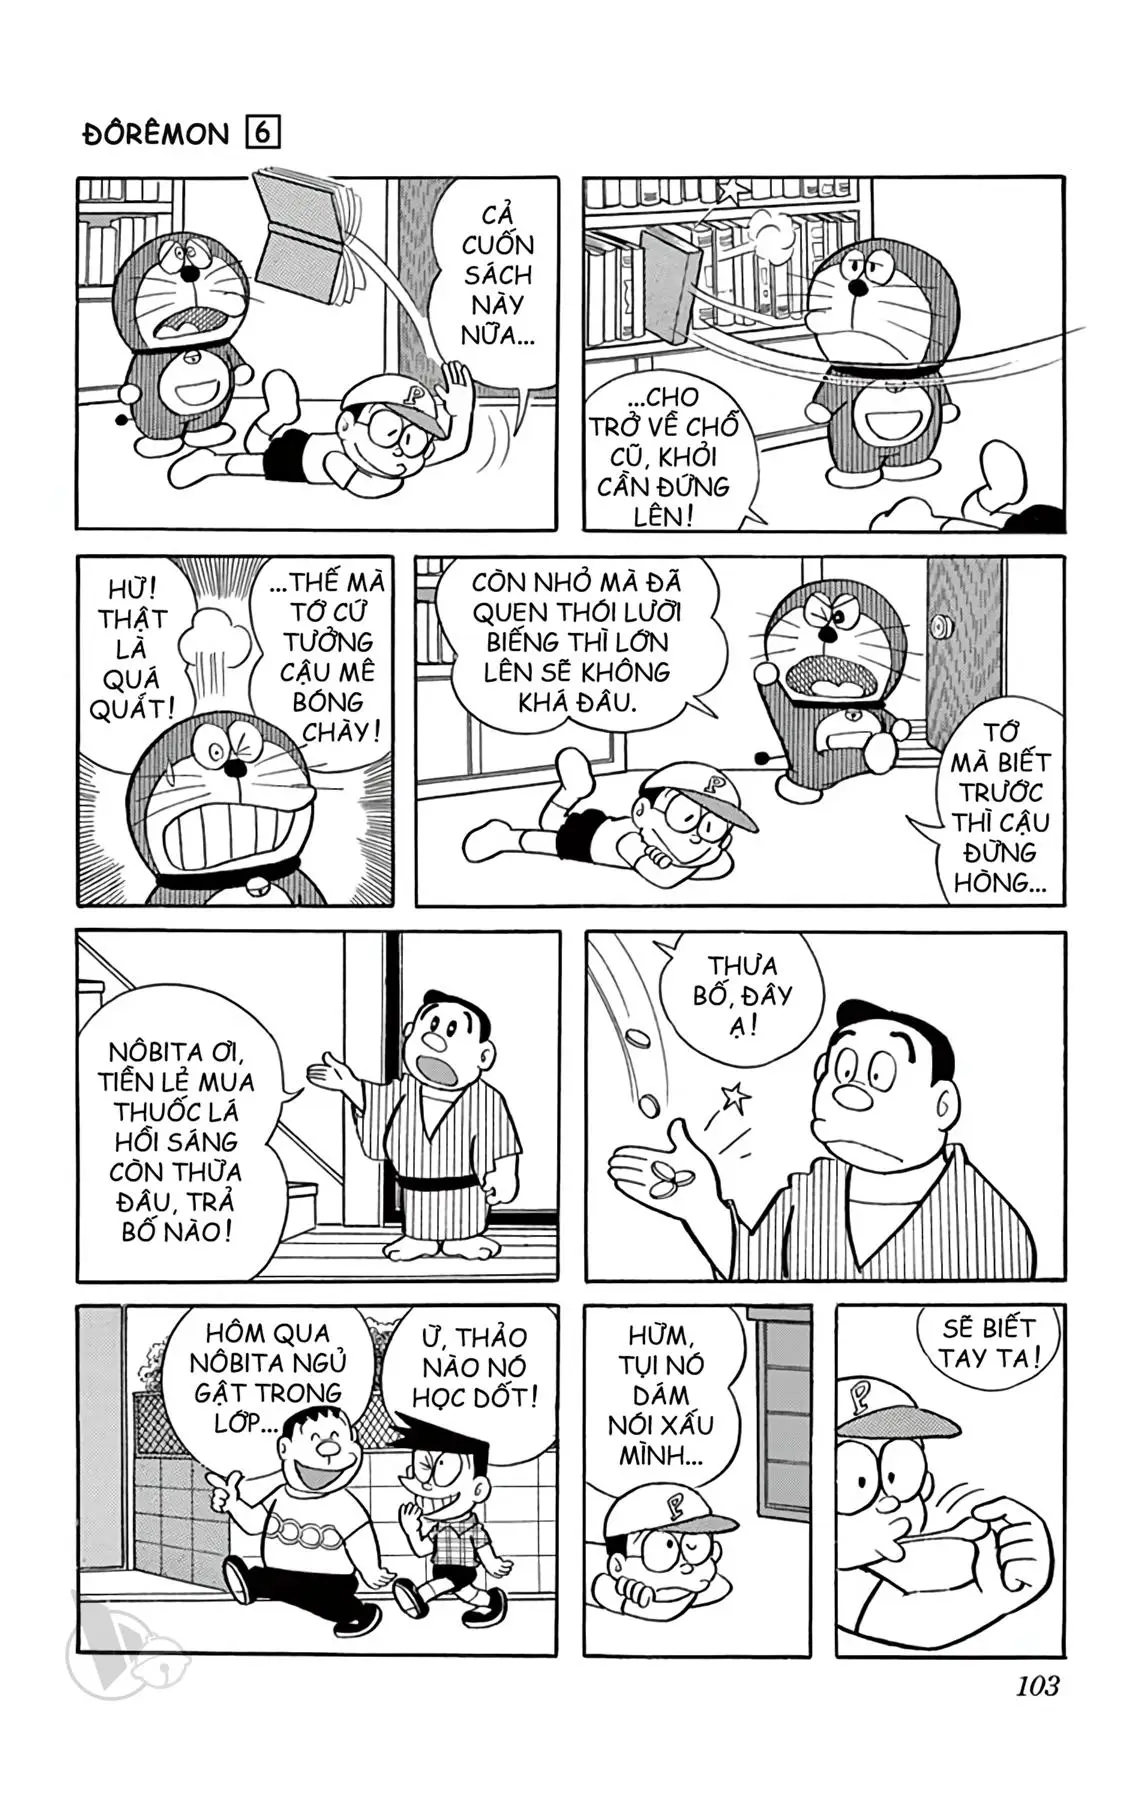 ĐÔRÊMON 6
CẢ
CUỐN
SÁCH
NÀY
NỮA...
...CHO
TRỞ VỀ CHỖ
CŨ, KHỎI
CẦN ĐỨNG
LÊN!
HỪ!
THẬT
LÀ
QUÁ
QUẮT!
...THẾ MÀ
TỚ CỨ
TƯỞNG
CẬU MÊ
BÓNG
CHÀY!
CÒN NHỎ MÀ ĐÃ
QUEN THÓI LƯỜI
BIẾNG THÌ LỚN
LÊN SẼ KHÔNG
KHÁ ĐÂU.
TỚ
MÀ BIẾT
TRƯỚC
THÌ CẬU
ĐỪNG
HÒNG...
NÔBITA ƠI,
TIỀN LẺ MUA
THUỐC LÁ
HỒI SÁNG
CÒN THỪA
ĐÂU, TRẢ
BỐ NÀO!
THƯA
BỐ, ĐÂY
Ạ!
HÔM QUA
NÔBITA NGỦ
GẬT TRONG
LỚP...
Ừ, THẢO
NÀO NÓ
HỌC DỐT!
HỪM,
TỤI NÓ
DÁM
NÓI XẤU
MÌNH...
SẼ BIẾT
TAY TA!
P
P
P
P
103